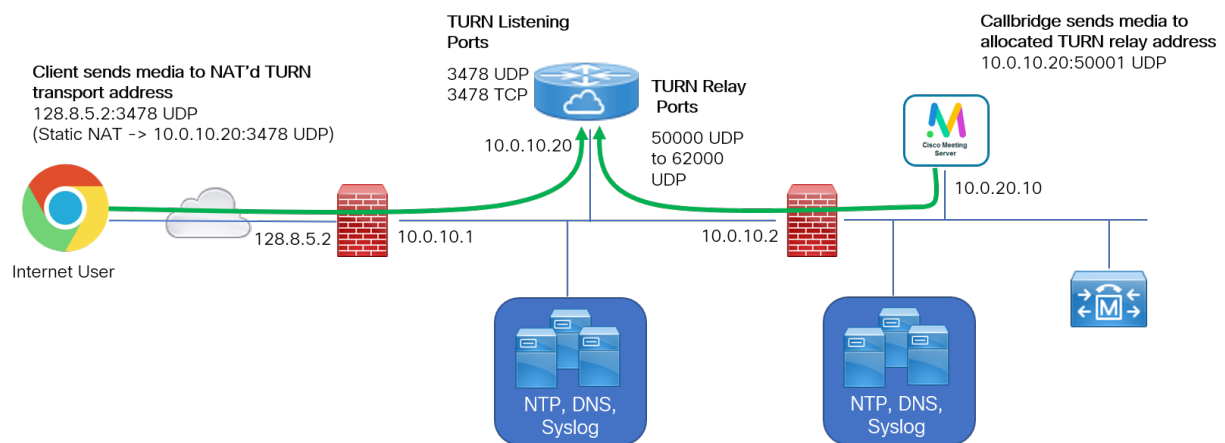 TURN Listening
Ports
3478 UDP
3478 TCP
Callbridge sends media to
allocated TURN relay address
10.0.10.20:50001 UDP
Client sends media to NAT'd TURN
transport address
128.8.5.2:3478 UDP
(Static NAT -> 10.0.10.20:3478 UDP)
TURN Relay
Ports
50000 UDP
to 62000
UDP
10.0.10.20
Cisco Meeting
Server
10.0.20.10
128.8.5.2
10.0.10.1
10.0.10.2
Internet User
M
NTP, DNS,
Syslog
NTP, DNS,
Syslog